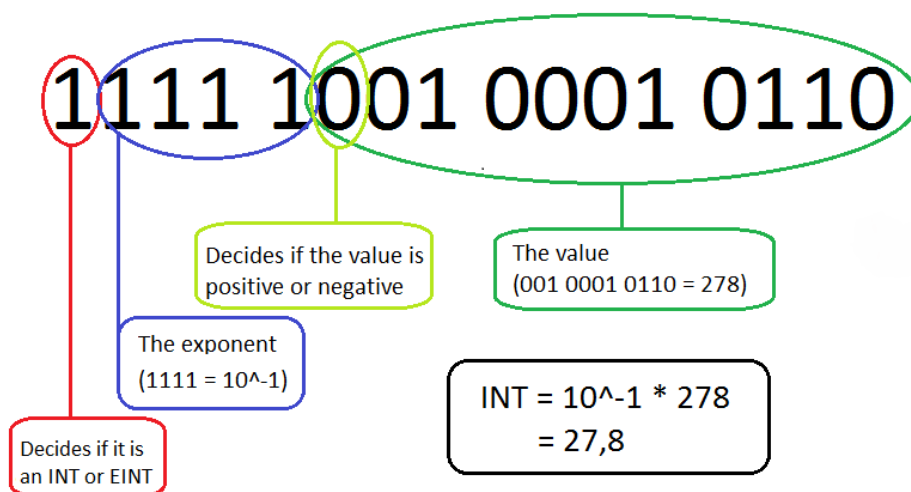 1111 1001 0001 0110
Decides if the value is
positive or negative
The value
(001 0001 0110 = 278)
The exponent
(1111 = 10^-1)
INT = 10^-1 * 278
= 27,8
Decides if it is
an INT or EINT